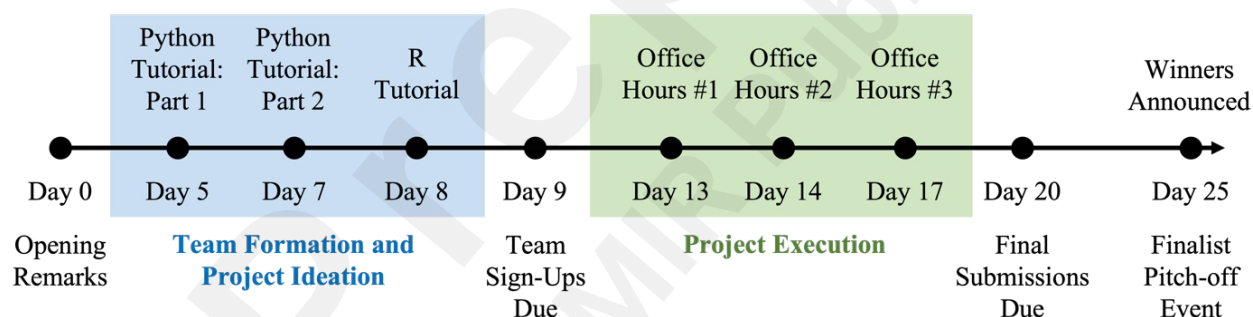 Python
Tutorial:
Part 1
Python
Tutorial:
Part 2
R
Tutorial
Office
Hours #1
Office
Hours #2
Office
Hours #3
Winners
Announced
Day 0
Day 5
Day 7
Day 8
Day 9
Day 13
Day 14
Day 17
Day 20
Day 25
Opening
Remarks
Team Formation and
Project Ideation
Team
Sign-Ups
Due
Project Execution
Final
Submissions
Due
Finalist
Pitch-off
Event